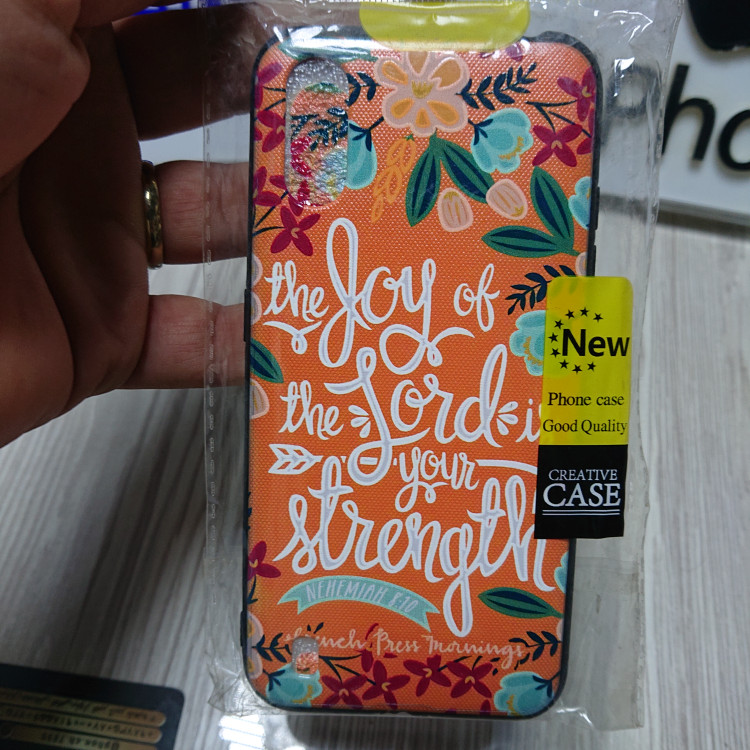 the Joy of
the Lord is
your
strength
NEHEMIAH 8:10
French Press Mornings
New
Phone case
Good Quality
CREATIVE
CASE
ho